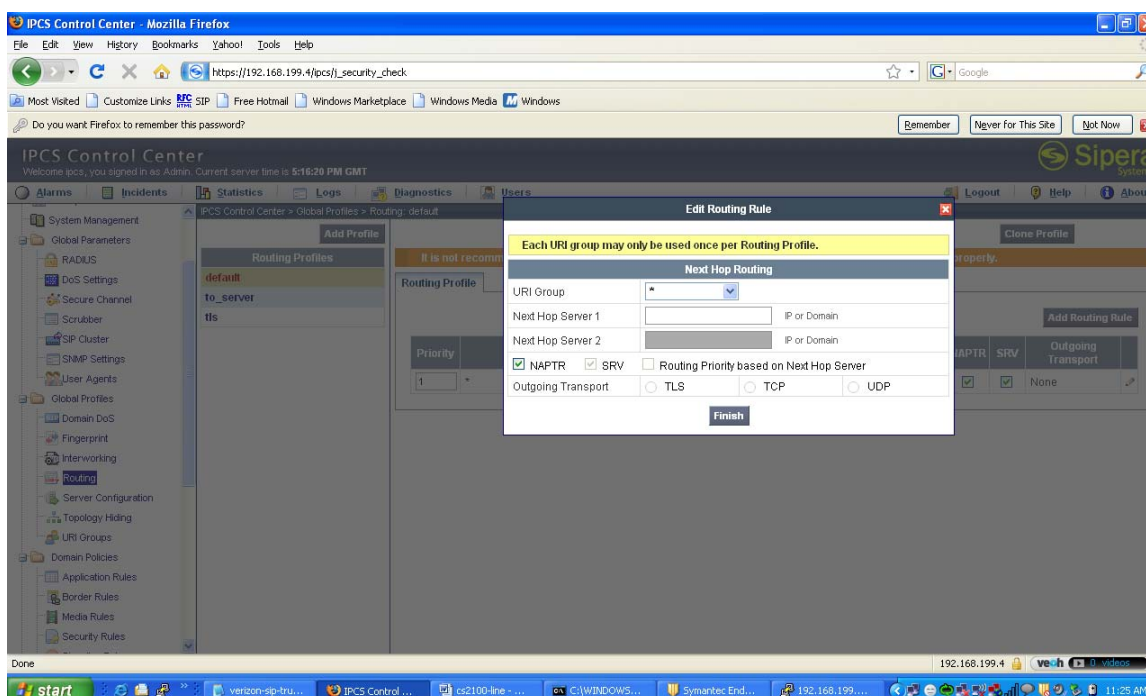 IPCS Control Center - Mozilla Firefox
File Edit View History Bookmarks Yahoo! Tools Help
https://192.168.199.4/ipcs/j_security_check
Google
Most Visited Customize Links RFC HTML SIP Free Hotmail Windows Marketplace Windows Media Windows
Do you want Firefox to remember this password? Remember Never for This Site Not Now
IPCS Control Center
Welcome ipcs, you signed in as Admin. Current server time is 5:16:20 PM GMT
Sipera
Systems
Alarms Incidents Statistics Logs Diagnostics Users Logout Help About
System Management
Global Parameters
RADIUS
DoS Settings
Secure Channel
Scrubber
SIP Cluster
SNMP Settings
User Agents
Global Profiles
Domain DoS
Fingerprint
Interworking
Routing
Server Configuration
Topology Hiding
URI Groups
Domain Policies
Application Rules
Border Rules
Media Rules
Security Rules
IPCS Control Center > Global Profiles > Routing: default
Add Profile
Routing Profiles
default
to_server
tls
Clone Profile
It is not recomm
roperly.
Routing Profile
Add Routing Rule
Priority
NAPTR SRV Outgoing Transport
1 * None
Edit Routing Rule
Each URI group may only be used once per Routing Profile.
Next Hop Routing
URI Group *
Next Hop Server 1 IP or Domain
Next Hop Server 2 IP or Domain
NAPTR SRV Routing Priority based on Next Hop Server
Outgoing Transport TLS TCP UDP
Finish
Done 192.168.199.4 veoh 0 videos
start verizon-sip-tru... IPCS Control ... cs2100-line - ... C:\WINDOWS... Symantec End... 192.168.199.... 11:25 AM